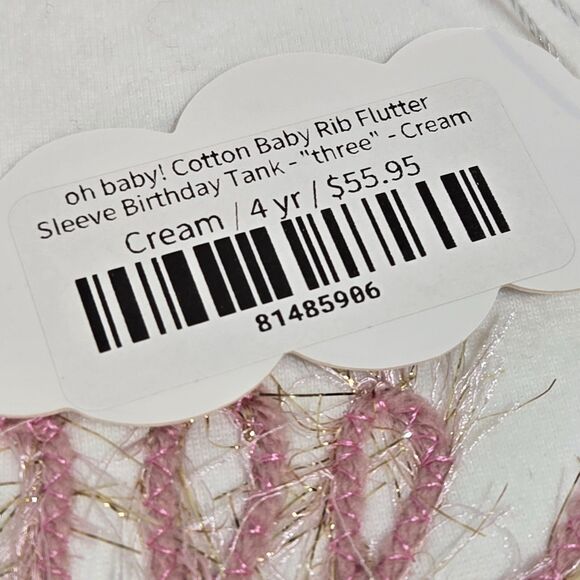 oh baby! Cotton Baby Rib Flutter
Sleeve Birthday Tank - "three" - Cream
Cream / 4 yr / $55.95
81485906